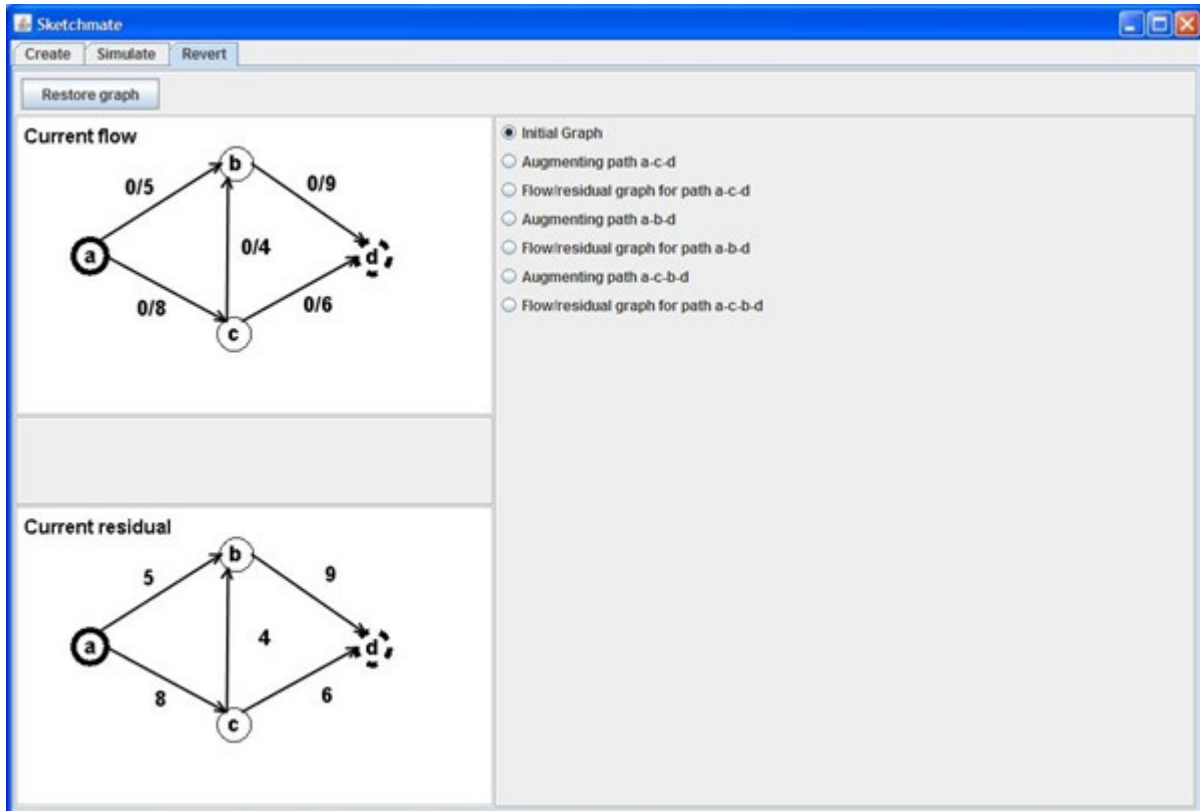 Sketchmate
Create Simulate Revert
Restore graph
Current flow
b
0/5
0/9
a
0/4
d
0/8
0/6
c
Current residual
b
5
9
a
4
d
8
6
c
Initial Graph
Augmenting path a-c-d
Flow/residual graph for path a-c-d
Augmenting path a-b-d
Flow/residual graph for path a-b-d
Augmenting path a-c-b-d
Flow/residual graph for path a-c-b-d